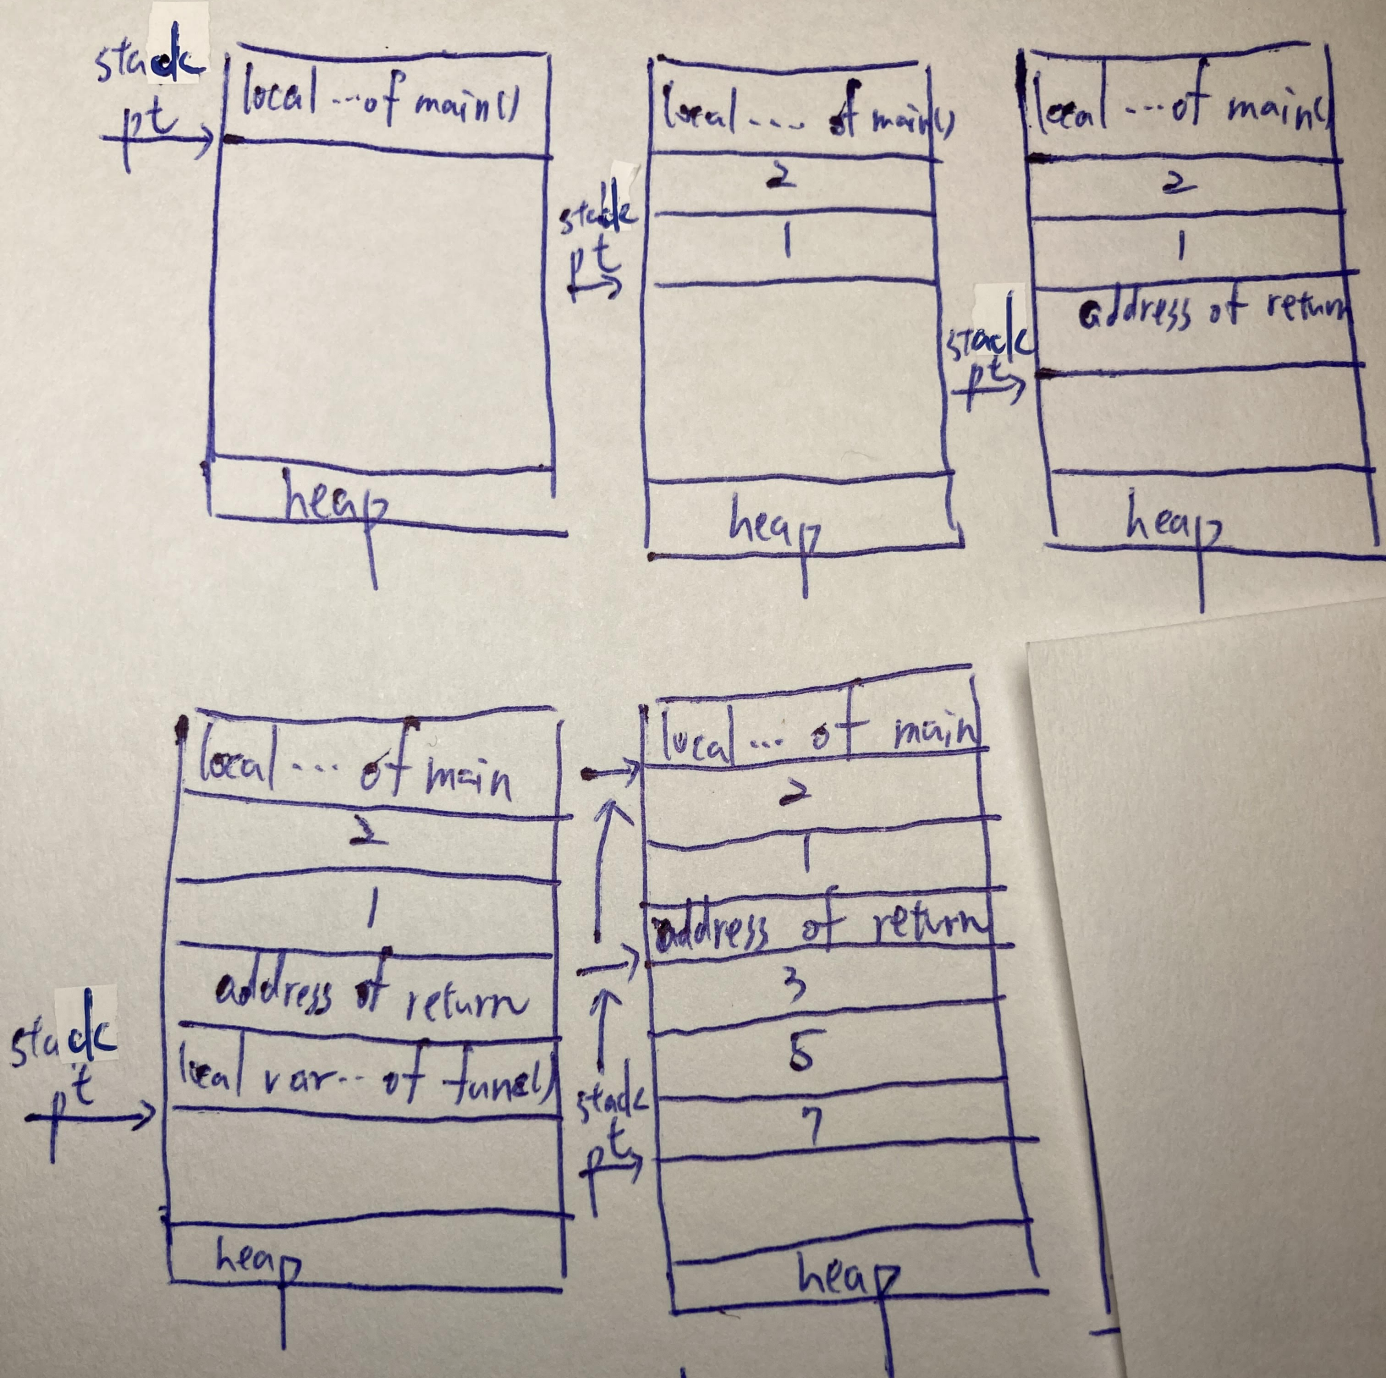 stack
pt
local ... of main()
heap
stack
pt
local .... of main()
2
1
heap
stack
pt
local ... of main()
2
1
address of return
heap
stack
pt
local ... of main
2
1
address of return
local var... of func()
heap
stack
pt
local ... of main
2
1
address of return
3
5
7
heap